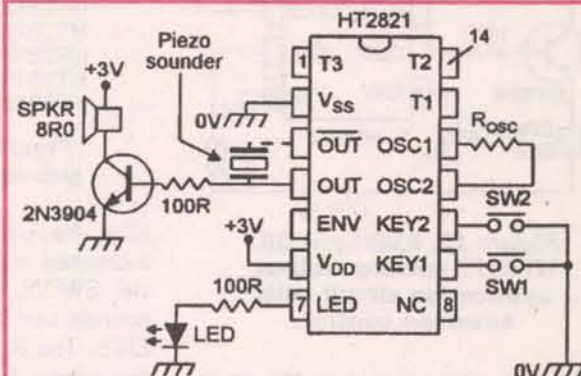 HT2821
Piezo
sounder
+3V
SPKR
8R0
2N3904
100R
0V
+3V
100R
LED
1 T3
VSS
OUT
OUT
ENV
VDD
7 LED
T2 14
T1
OSC1
OSC2
KEY2
KEY1
NC 8
ROSC
SW2
SW1
0V